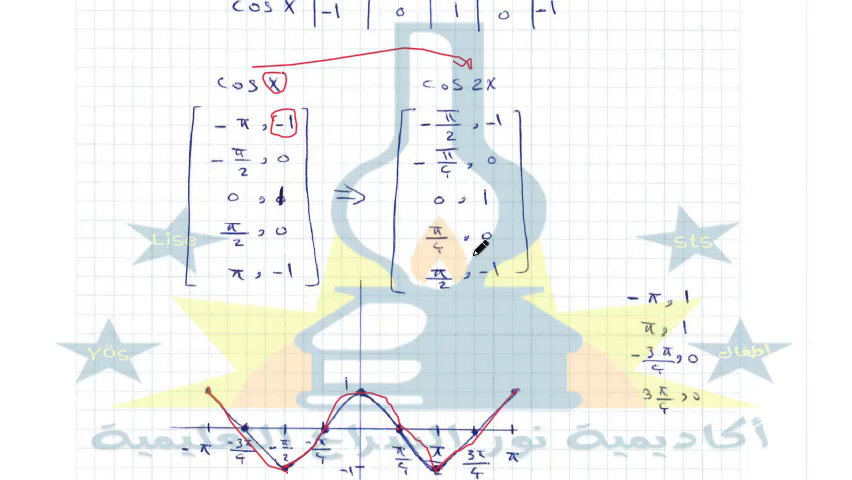 cos x | -1 | 0 | 1 | 0 | -1
cos x
cos 2x
-π , -1
-π/2 , 0
0 , 1
π/2 , 0
π , -1
⇒
-π/2 , -1
-π/4 , 0
0 , 1
π/4 , 0
π/2 , -1
Lise
sts
Yös
أطفال
-π , 1
π , 1
-3π/4 , 0
3π/4 , 0
1
-π -3π/4 -π/2 -π/4 π/4 π/2 3π/4 π
-1
أكاديمية نور الشراع التعليمية